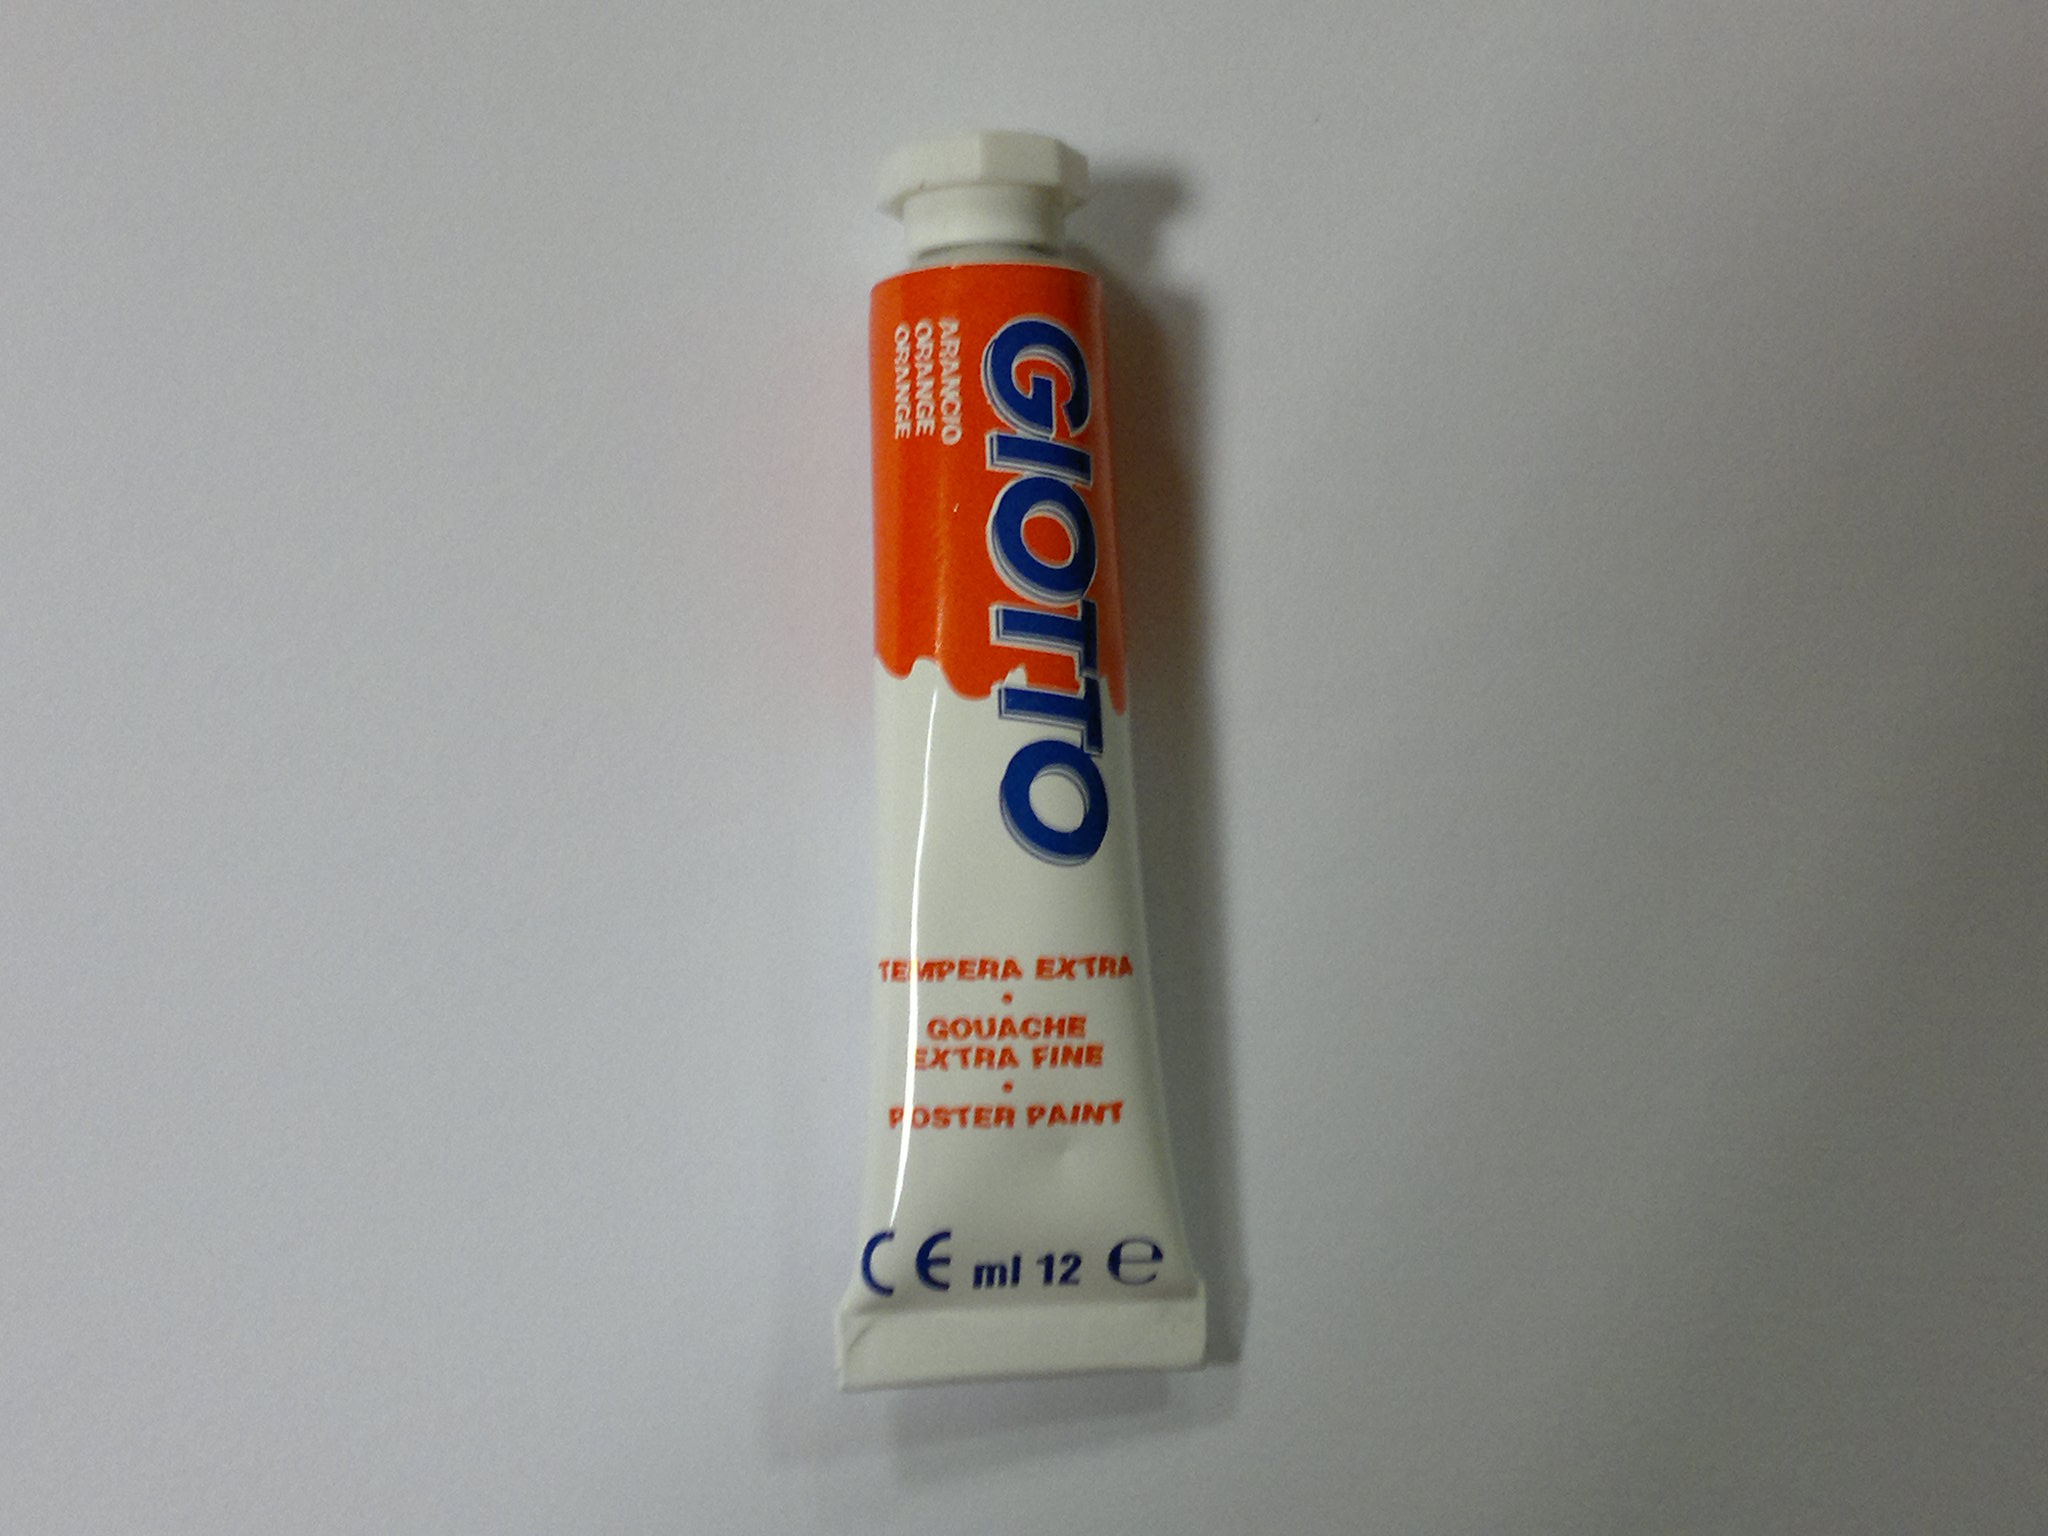 GIOTTO
ARANCIO
ORANGE
ORANGE
TEMPERA EXTRA
•
GOUACHE
EXTRA FINE
•
POSTER PAINT
CE ml 12 ℮